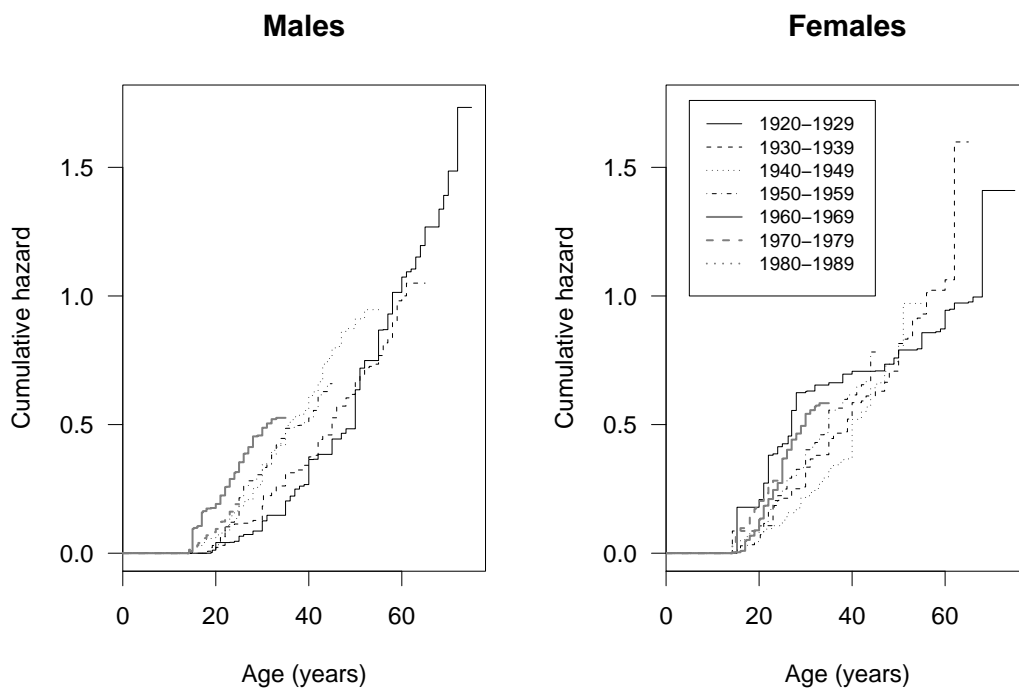 Males
Cumulative hazard
1.5
1.0
0.5
0.0
0 20 40 60
Age (years)
Females
Cumulative hazard
1.5
1.0
0.5
0.0
1920–1929
1930–1939
1940–1949
1950–1959
1960–1969
1970–1979
1980–1989
0 20 40 60
Age (years)